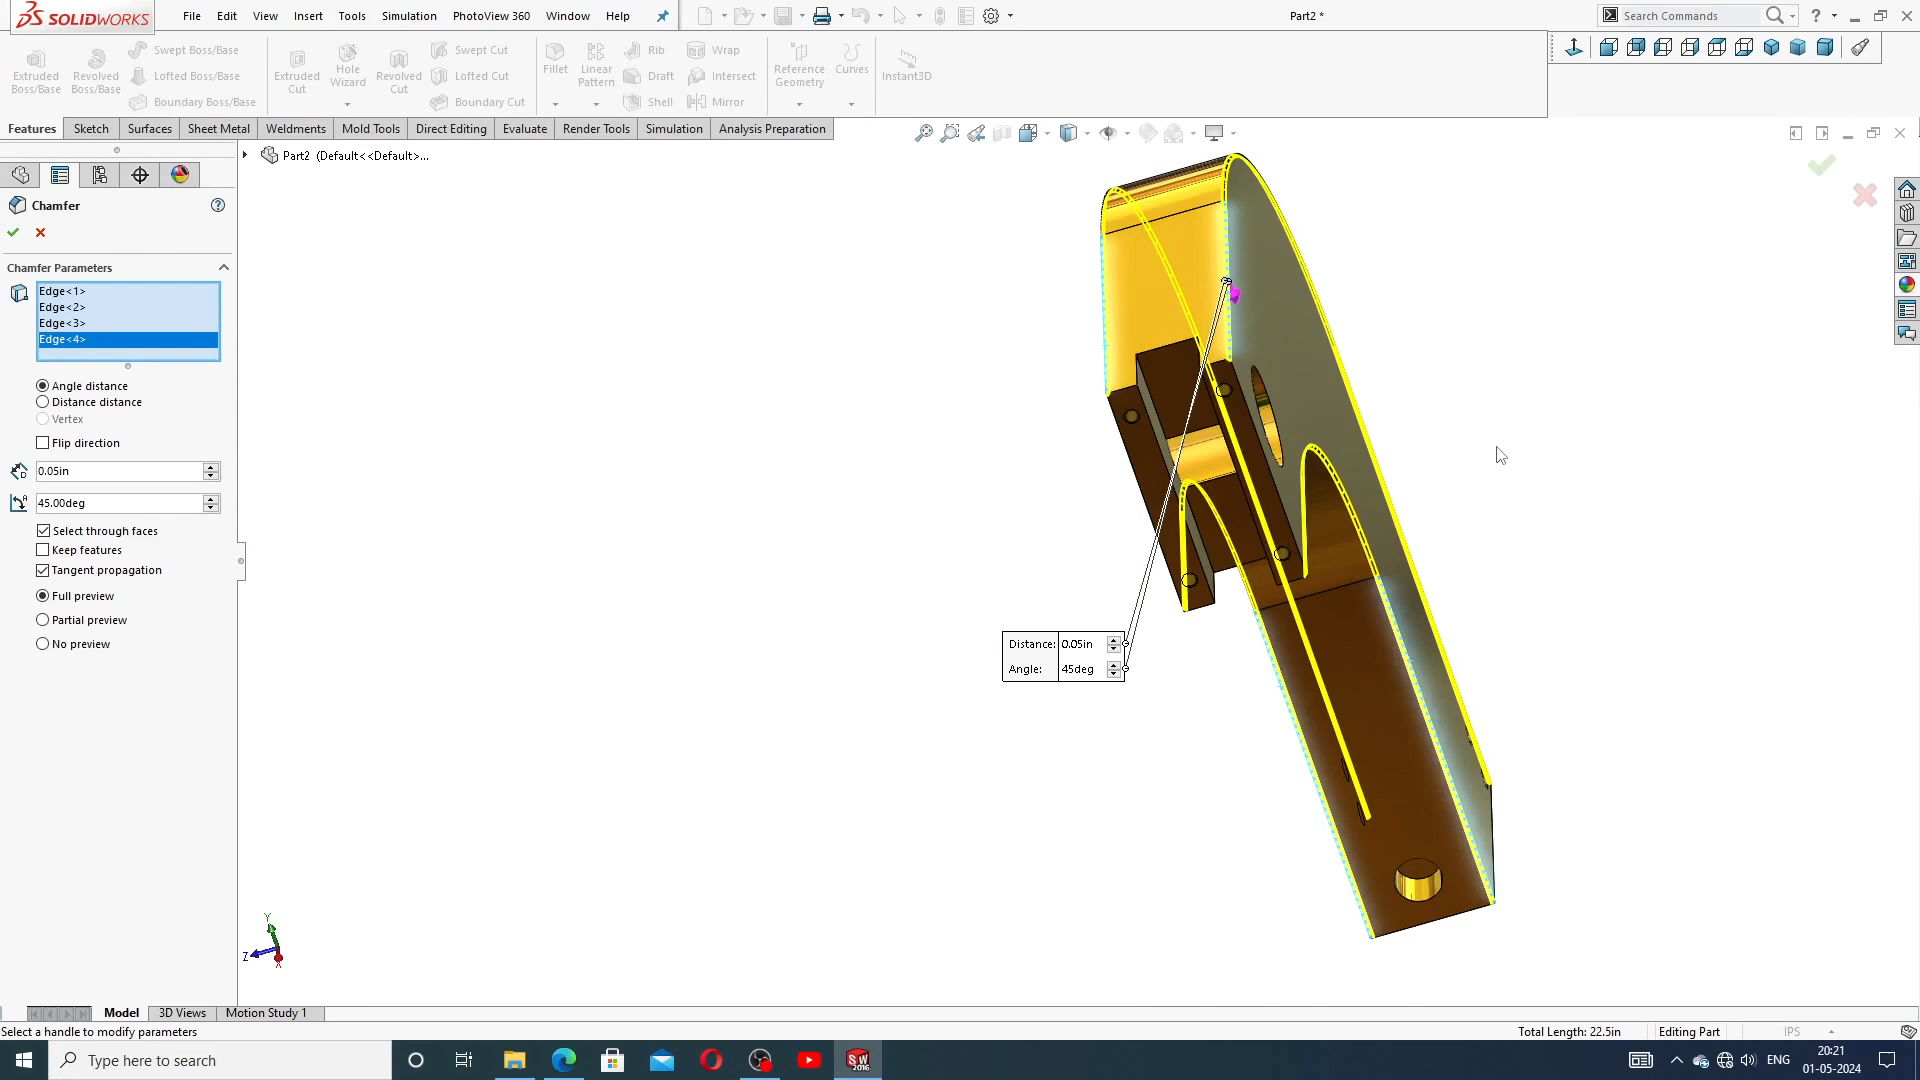 SOLIDWORKS
File Edit View Insert Tools Simulation PhotoView 360 Window Help
Part2 *
Search Commands
Extruded Boss/Base
Revolved Boss/Base
Swept Boss/Base
Lofted Boss/Base
Boundary Boss/Base
Extruded Cut
Hole Wizard
Revolved Cut
Swept Cut
Lofted Cut
Boundary Cut
Fillet
Linear Pattern
Rib
Draft
Shell
Wrap
Intersect
Mirror
Reference Geometry
Curves
Instant3D
Features Sketch Surfaces Sheet Metal Weldments Mold Tools Direct Editing Evaluate Render Tools Simulation Analysis Preparation
Part2 (Default<<Default>...
Chamfer
Chamfer Parameters
Edge<1>
Edge<2>
Edge<3>
Edge<4>
Angle distance
Distance distance
Vertex
Flip direction
0.05in
45.00deg
Select through faces
Keep features
Tangent propagation
Full preview
Partial preview
No preview
Distance: 0.05in
Angle: 45deg
Y
Z
X
Model 3D Views Motion Study 1
Select a handle to modify parameters
Total Length: 22.5in Editing Part IPS
Type here to search
SW 2016
ENG
20:21
01-05-2024